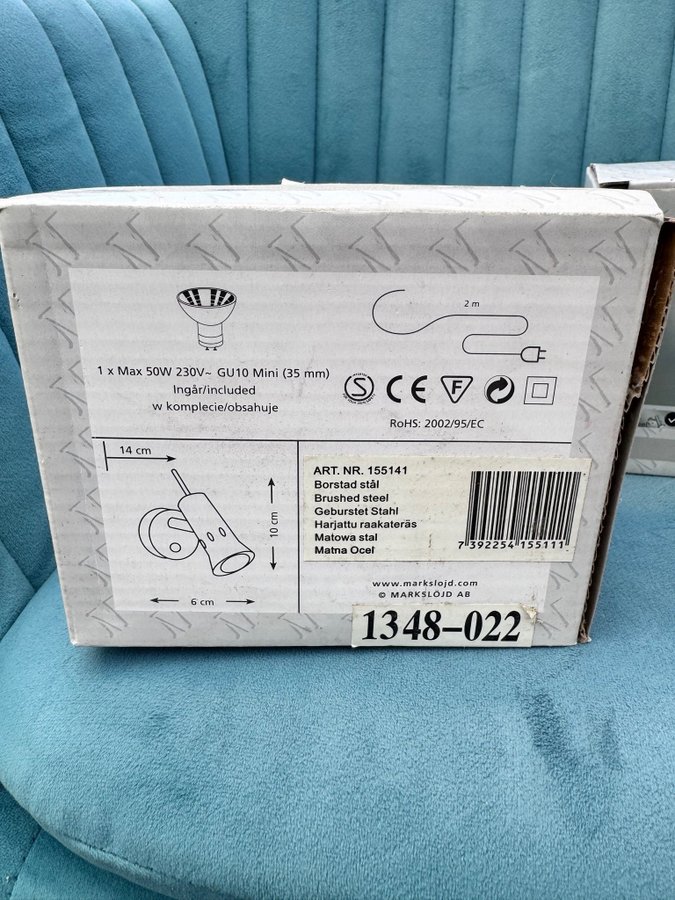 2 m
1 x Max 50W 230V~ GU10 Mini (35 mm)
Ingår/included
w komplecie/obsahuje
S CE F
RoHS: 2002/95/EC
14 cm
10 cm
6 cm
ART. NR. 155141
Borstad stål
Brushed steel
Geburstet Stahl
Harjattu raakateräs
Matowa stal
Matna Ocel
7 392254 155111
www.markslojd.com
© MARKSLÖJD AB
1348-022